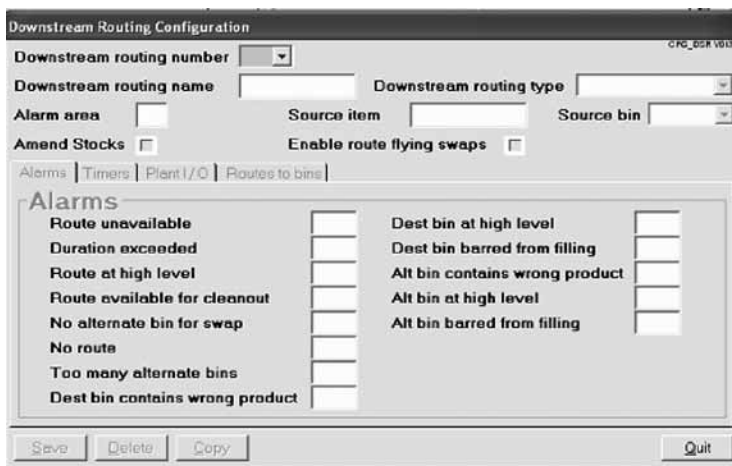 Downstream Routing Configuration
CFG_DSR V013
Downstream routing number
Downstream routing name Downstream routing type
Alarm area Source item Source bin
Amend Stocks Enable route flying swaps
Alarms Timers Plant I/O Routes to bins
Alarms
Route unavailable Dest bin at high level
Duration exceeded Dest bin barred from filling
Route at high level Alt bin contains wrong product
Route available for cleanout Alt bin at high level
No alternate bin for swap Alt bin barred from filling
No route
Too many alternate bins
Dest bin contains wrong product
Save Delete Copy Quit